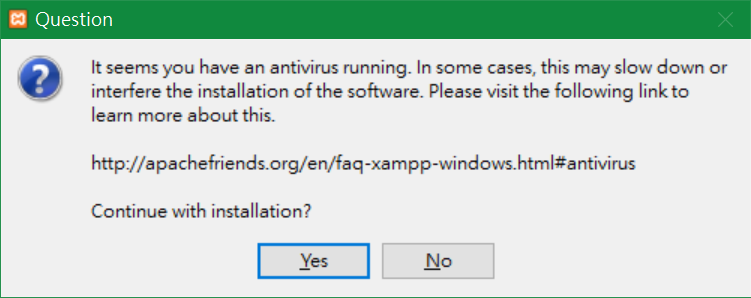 Question
It seems you have an antivirus running. In some cases, this may slow down or
interfere the installation of the software. Please visit the following link to
learn more about this.
http://apachefriends.org/en/faq-xampp-windows.html#antivirus
Continue with installation?
Yes
No